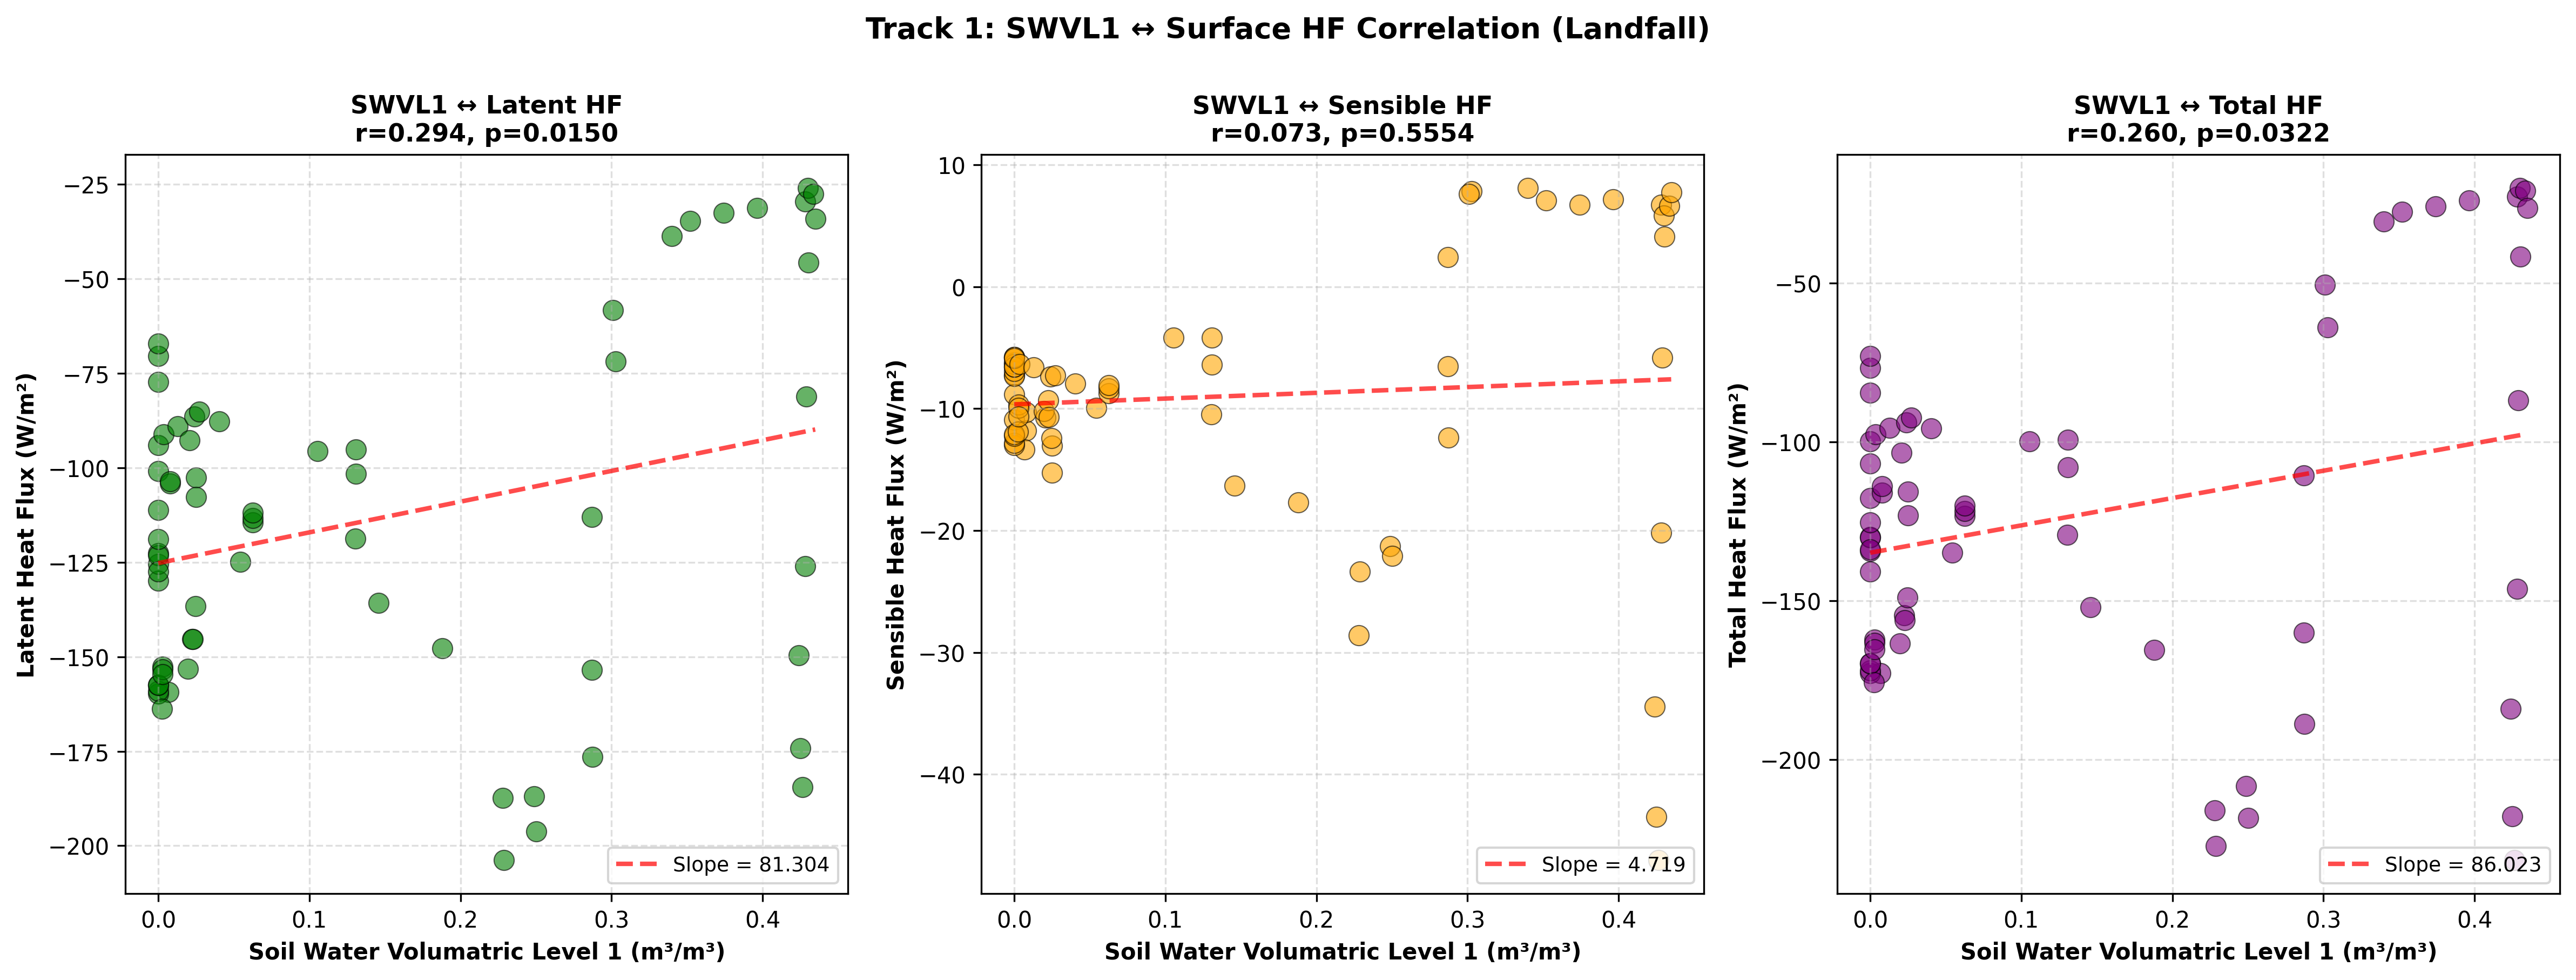 Track 1: SWVL1 ↔ Surface HF Correlation (Landfall)
SWVL1 ↔ Latent HF
r=0.294, p=0.0150
Latent Heat Flux (W/m²)
−25
−50
−75
−100
−125
−150
−175
−200
0.0 0.1 0.2 0.3 0.4
Slope = 81.304
Soil Water Volumatric Level 1 (m³/m³)
SWVL1 ↔ Sensible HF
r=0.073, p=0.5554
Sensible Heat Flux (W/m²)
10
0
−10
−20
−30
−40
0.0 0.1 0.2 0.3 0.4
Slope = 4.719
Soil Water Volumatric Level 1 (m³/m³)
SWVL1 ↔ Total HF
r=0.260, p=0.0322
Total Heat Flux (W/m²)
−50
−100
−150
−200
0.0 0.1 0.2 0.3 0.4
Slope = 86.023
Soil Water Volumatric Level 1 (m³/m³)